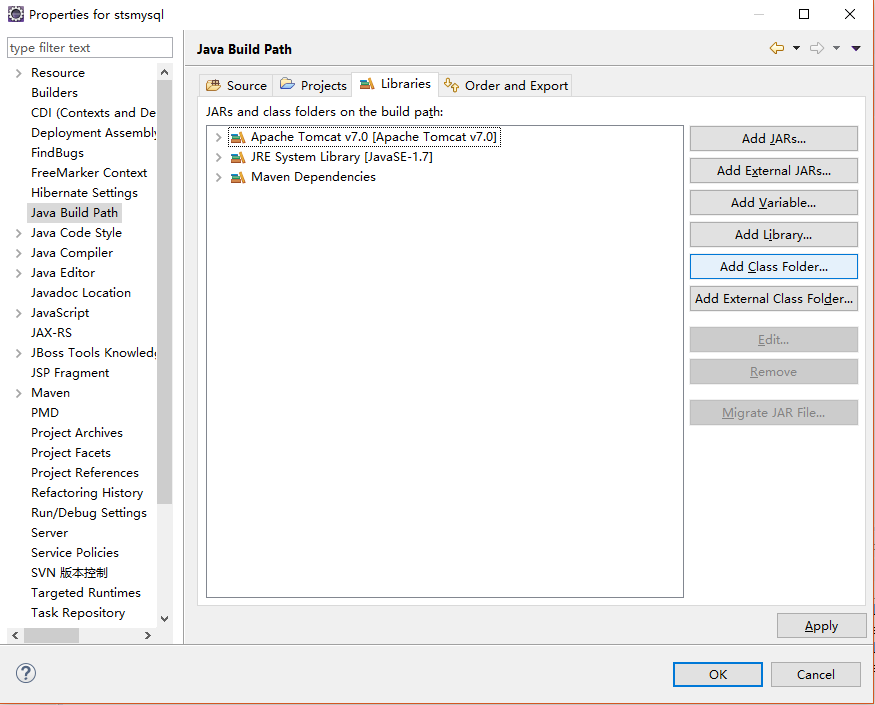 Properties for stsmysql
type filter text
Resource
Builders
CDI (Contexts and De
Deployment Assembly
FindBugs
FreeMarker Context
Hibernate Settings
Java Build Path
Java Code Style
Java Compiler
Java Editor
Javadoc Location
JavaScript
JAX-RS
JBoss Tools Knowledg
JSP Fragment
Maven
PMD
Project Archives
Project Facets
Project References
Refactoring History
Run/Debug Settings
Server
Service Policies
SVN 版本控制
Targeted Runtimes
Task Repository
Java Build Path
Source
Projects
Libraries
Order and Export
JARs and class folders on the build path:
Apache Tomcat v7.0 [Apache Tomcat v7.0]
JRE System Library [JavaSE-1.7]
Maven Dependencies
Add JARs...
Add External JARs...
Add Variable...
Add Library...
Add Class Folder...
Add External Class Folder...
Edit...
Remove
Migrate JAR File...
Apply
OK
Cancel